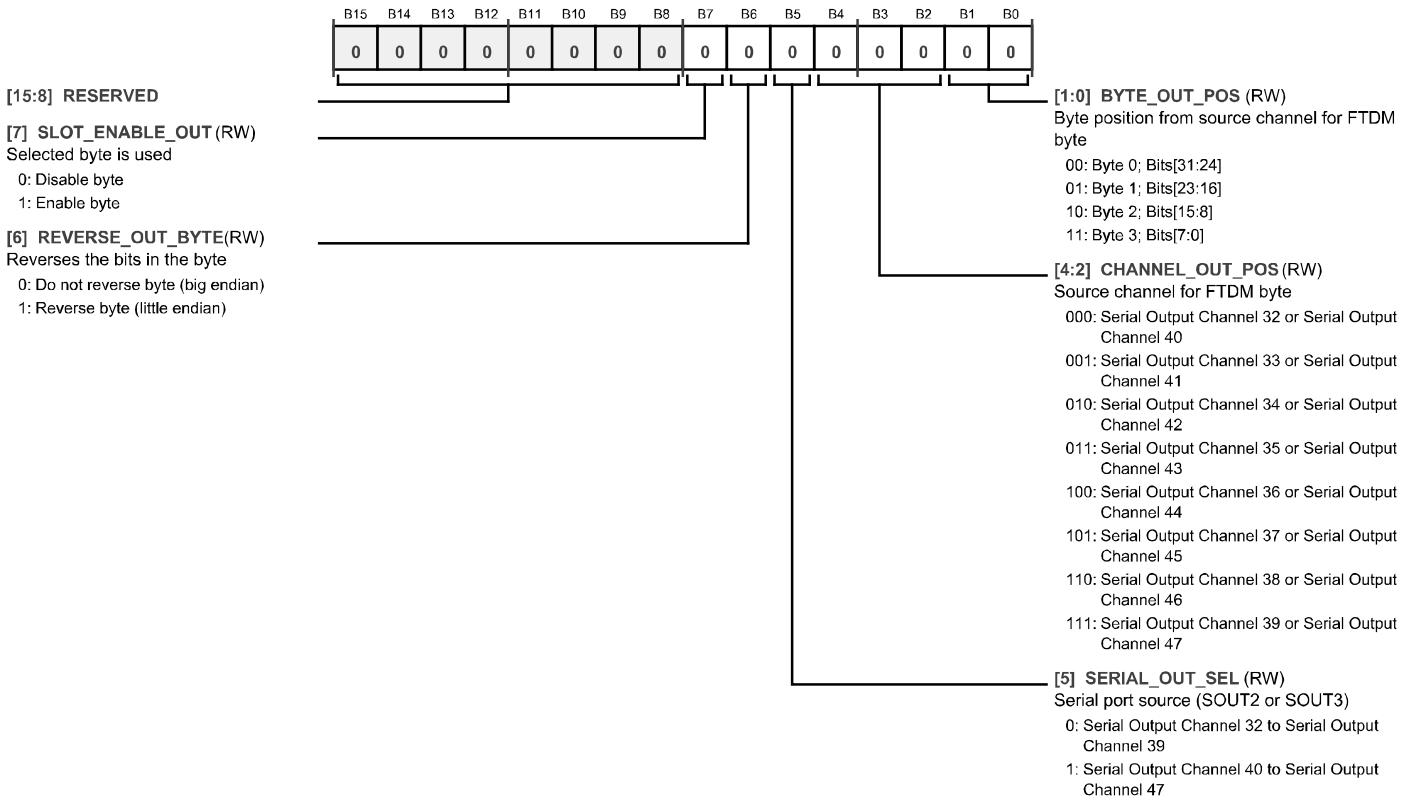 B15 B14 B13 B12 B11 B10 B9 B8 B7 B6 B5 B4 B3 B2 B1 B0
0 0 0 0 0 0 0 0 0 0 0 0 0 0 0 0
[15:8] RESERVED
[7] SLOT_ENABLE_OUT (RW)
Selected byte is used
0: Disable byte
1: Enable byte
[6] REVERSE_OUT_BYTE(RW)
Reverses the bits in the byte
0: Do not reverse byte (big endian)
1: Reverse byte (little endian)
[1:0] BYTE_OUT_POS (RW)
Byte position from source channel for FTDM
byte
00: Byte 0; Bits[31:24]
01: Byte 1; Bits[23:16]
10: Byte 2; Bits[15:8]
11: Byte 3; Bits[7:0]
[4:2] CHANNEL_OUT_POS (RW)
Source channel for FTDM byte
000: Serial Output Channel 32 or Serial Output
Channel 40
001: Serial Output Channel 33 or Serial Output
Channel 41
010: Serial Output Channel 34 or Serial Output
Channel 42
011: Serial Output Channel 35 or Serial Output
Channel 43
100: Serial Output Channel 36 or Serial Output
Channel 44
101: Serial Output Channel 37 or Serial Output
Channel 45
110: Serial Output Channel 38 or Serial Output
Channel 46
111: Serial Output Channel 39 or Serial Output
Channel 47
[5] SERIAL_OUT_SEL (RW)
Serial port source (SOUT2 or SOUT3)
0: Serial Output Channel 32 to Serial Output
Channel 39
1: Serial Output Channel 40 to Serial Output
Channel 47